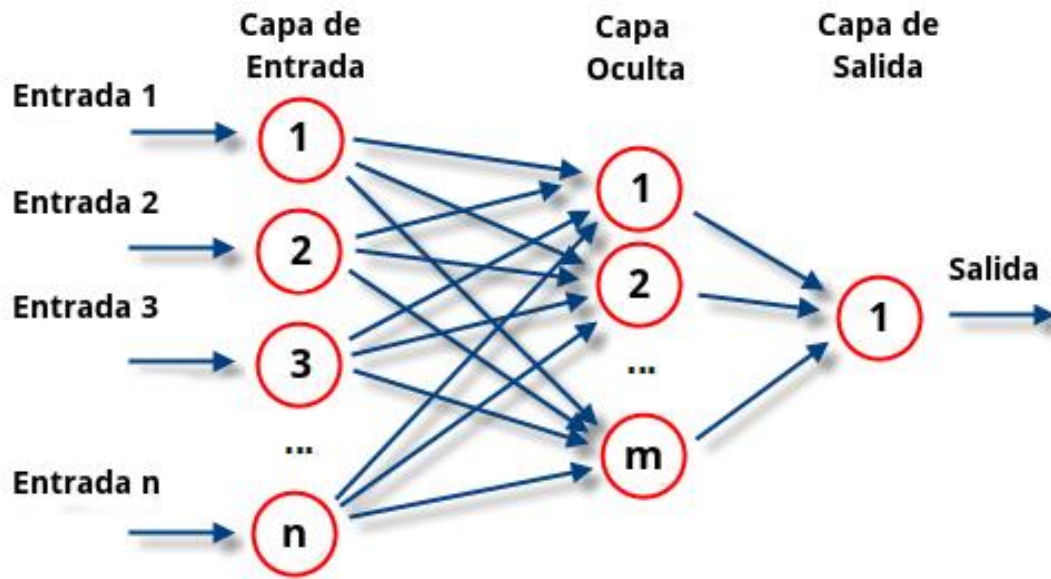 Capa de
Entrada
Capa
Oculta
Capa de
Salida
Entrada 1
1
Entrada 2
2
Entrada 3
3
...
Entrada n
n
1
2
...
m
1
Salida